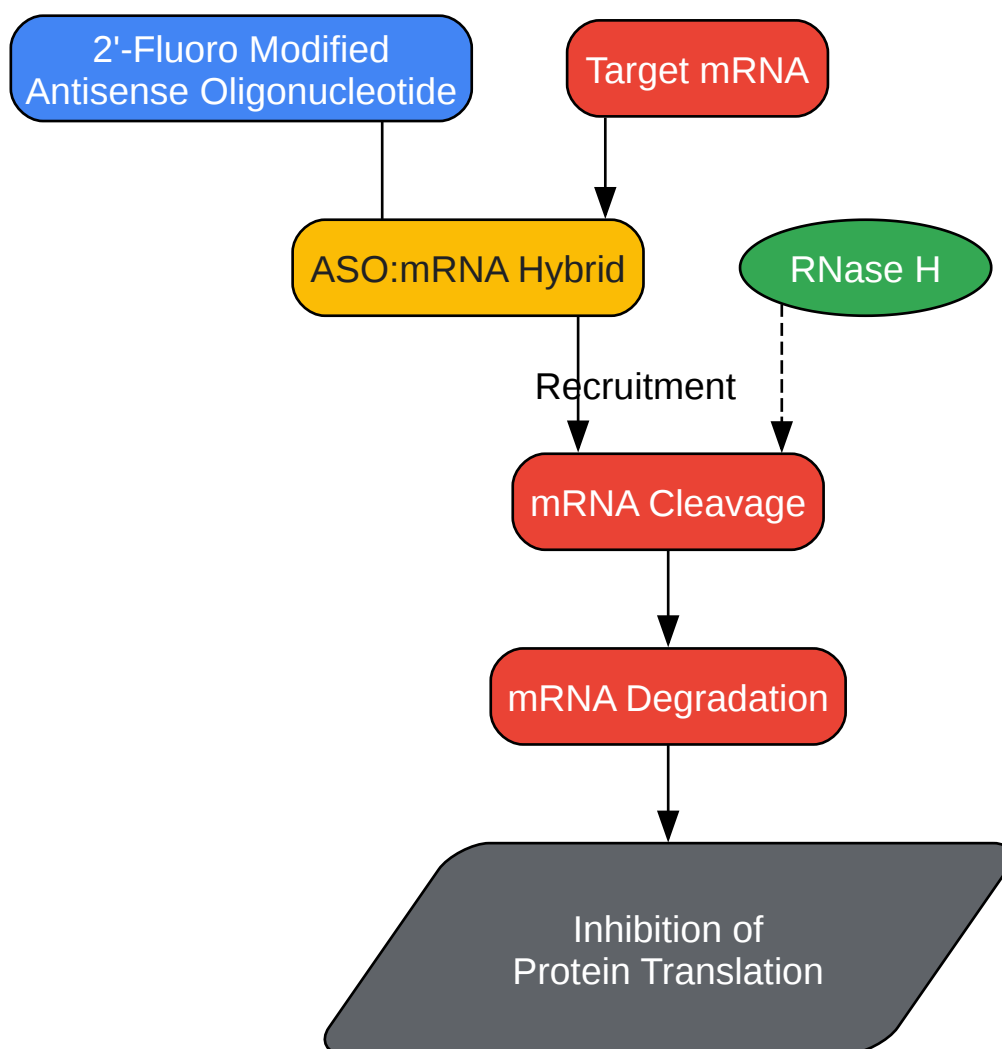 2'-Fluoro Modified
Antisense Oligonucleotide
Target mRNA
ASO:mRNA Hybrid
RNase H
Recruitment
mRNA Cleavage
mRNA Degradation
Inhibition of
Protein Translation